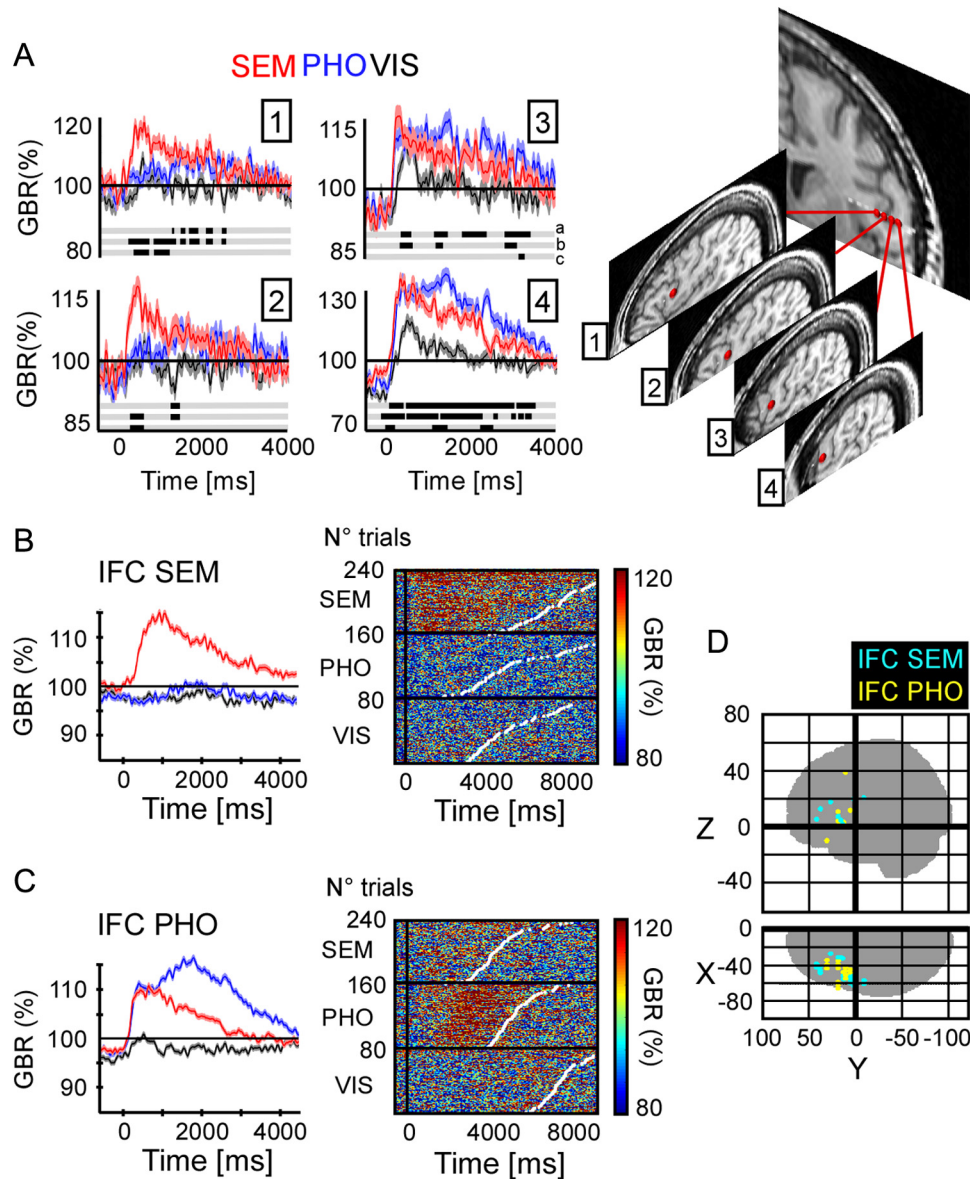 A
SEM PHO VIS
1
GBR(%)
120
100
80
3
115
100
85
a
b
c
2
GBR(%)
115
100
85
0 2000 4000
Time [ms]
4
130
100
70
0 2000 4000
Time [ms]
1
2
3
4
B
IFC SEM
GBR (%)
110
100
90
0 2000 4000
Time [ms]
N° trials
240
SEM
160
PHO
80
VIS
0 4000 8000
Time [ms]
120
GBR (%)
80
C
IFC PHO
GBR (%)
110
100
90
0 2000 4000
Time [ms]
N° trials
240
SEM
160
PHO
80
VIS
0 4000 8000
Time [ms]
120
GBR (%)
80
D
IFC SEM
IFC PHO
80
40
Z
0
-40
0
X
-40
-80
100 50 0 -50 -100
Y